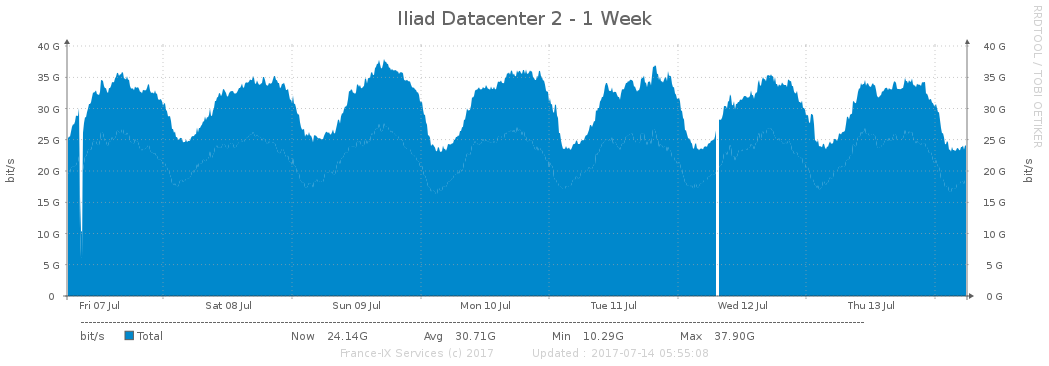 Iliad Datacenter 2 - 1 Week
RRDTOOL / TOBI OETIKER
40 G 40 G
35 G 35 G
30 G 30 G
25 G 25 G
20 G 20 G
15 G 15 G
10 G 10 G
5 G 5 G
0 0 G
bit/s bit/s
Fri 07 Jul Sat 08 Jul Sun 09 Jul Mon 10 Jul Tue 11 Jul Wed 12 Jul Thu 13 Jul
bit/s Total Now 24.14G Avg 30.71G Min 10.29G Max 37.90G
France-IX Services (c) 2017 Updated : 2017-07-14 05:55:08